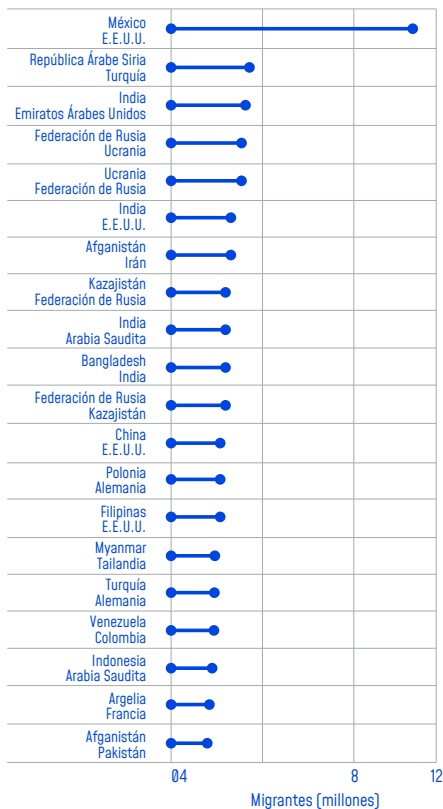 México
E.E.U.U.
República Árabe Siria
Turquía
India
Emiratos Árabes Unidos
Federación de Rusia
Ucrania
Ucrania
Federación de Rusia
India
E.E.U.U.
Afganistán
Irán
Kazajistán
Federación de Rusia
India
Arabia Saudita
Bangladesh
India
Federación de Rusia
Kazajistán
China
E.E.U.U.
Polonia
Alemania
Filipinas
E.E.U.U.
Myanmar
Tailandia
Turquía
Alemania
Venezuela
Colombia
Indonesia
Arabia Saudita
Argelia
Francia
Afganistán
Pakistán
04 8 12
Migrantes (millones)